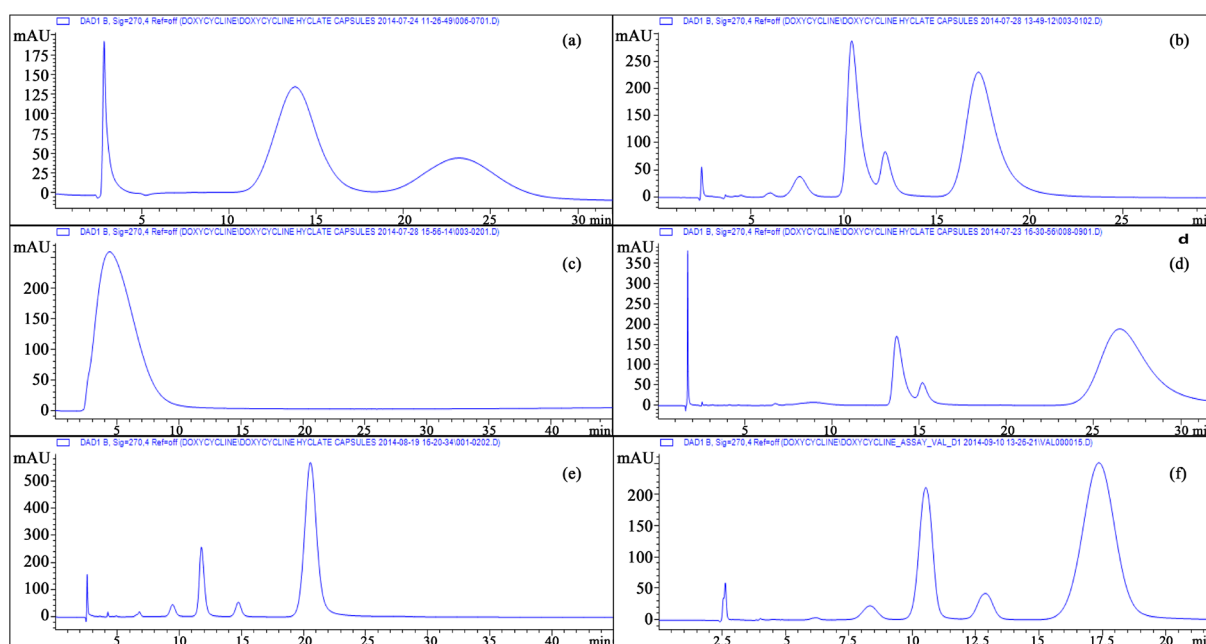 DAD1 B, Sig=270,4 Ref=off (DOXYCYCLINE\DOXYCYCLINE HYCLATE CAPSULES 2014-07-24 11-26-49\006-0701.D)
mAU
(a)
175
150
125
100
75
50
25
0
5 10 15 20 25 30 min
DAD1 B, Sig=270,4 Ref=off (DOXYCYCLINE\DOXYCYCLINE HYCLATE CAPSULES 2014-07-28 13-49-12\003-0102.D)
mAU
(b)
250
200
150
100
50
0
5 10 15 20 25 min
DAD1 B, Sig=270,4 Ref=off (DOXYCYCLINE\DOXYCYCLINE HYCLATE CAPSULES 2014-07-28 15-56-14\003-0201.D)
mAU
(c)
200
150
100
50
0
5 10 15 20 25 30 35 40 min
DAD1 B, Sig=270,4 Ref=off (DOXYCYCLINE\DOXYCYCLINE HYCLATE CAPSULES 2014-07-23 16-30-56\008-0901.D)
d
mAU
(d)
350
300
250
200
150
100
50
0
5 10 15 20 25 30 mi
DAD1 B, Sig=270,4 Ref=off (DOXYCYCLINE\DOXYCYCLINE HYCLATE CAPSULES 2014-08-19 16-20-34\001-0202.D)
mAU
(e)
500
400
300
200
100
0
5 10 15 20 25 30 35 40 min
DAD1 B, Sig=270,4 Ref=off (DOXYCYCLINE\DOXYCYCLINE_ASSAY_VAL_D1 2014-09-10 13-26-21\VAL000015.D)
mAU
(f)
200
150
100
50
0
2.5 5 7.5 10 12.5 15 17.5 20 mi